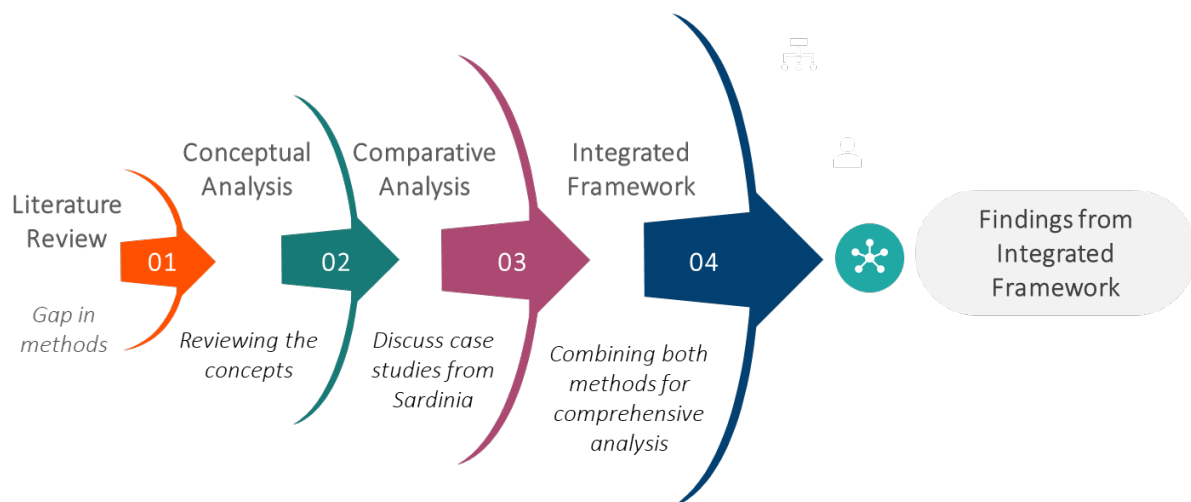 Literature
Review
01
Gap in
methods
Conceptual
Analysis
02
Reviewing the
concepts
Comparative
Analysis
03
Discuss case
studies from
Sardinia
Integrated
Framework
04
Combining both
methods for
comprehensive
analysis
Findings from
Integrated
Framework